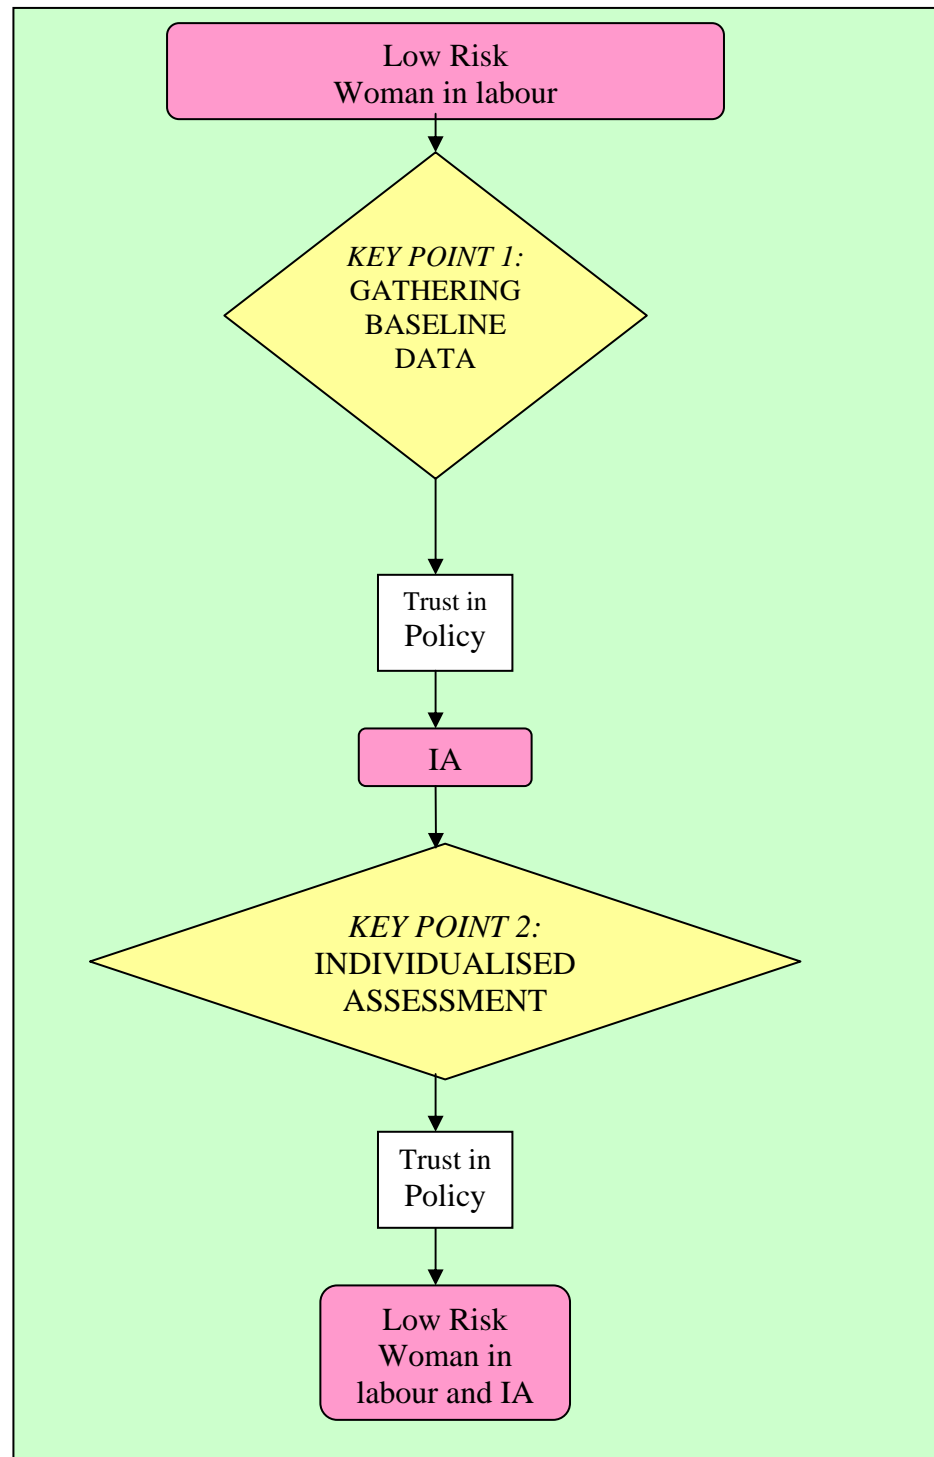 Low Risk
Woman in labour
KEY POINT 1:
GATHERING
BASELINE
DATA
Trust in
Policy
IA
KEY POINT 2:
INDIVIDUALISED
ASSESSMENT
Trust in
Policy
Low Risk
Woman in
labour and IA